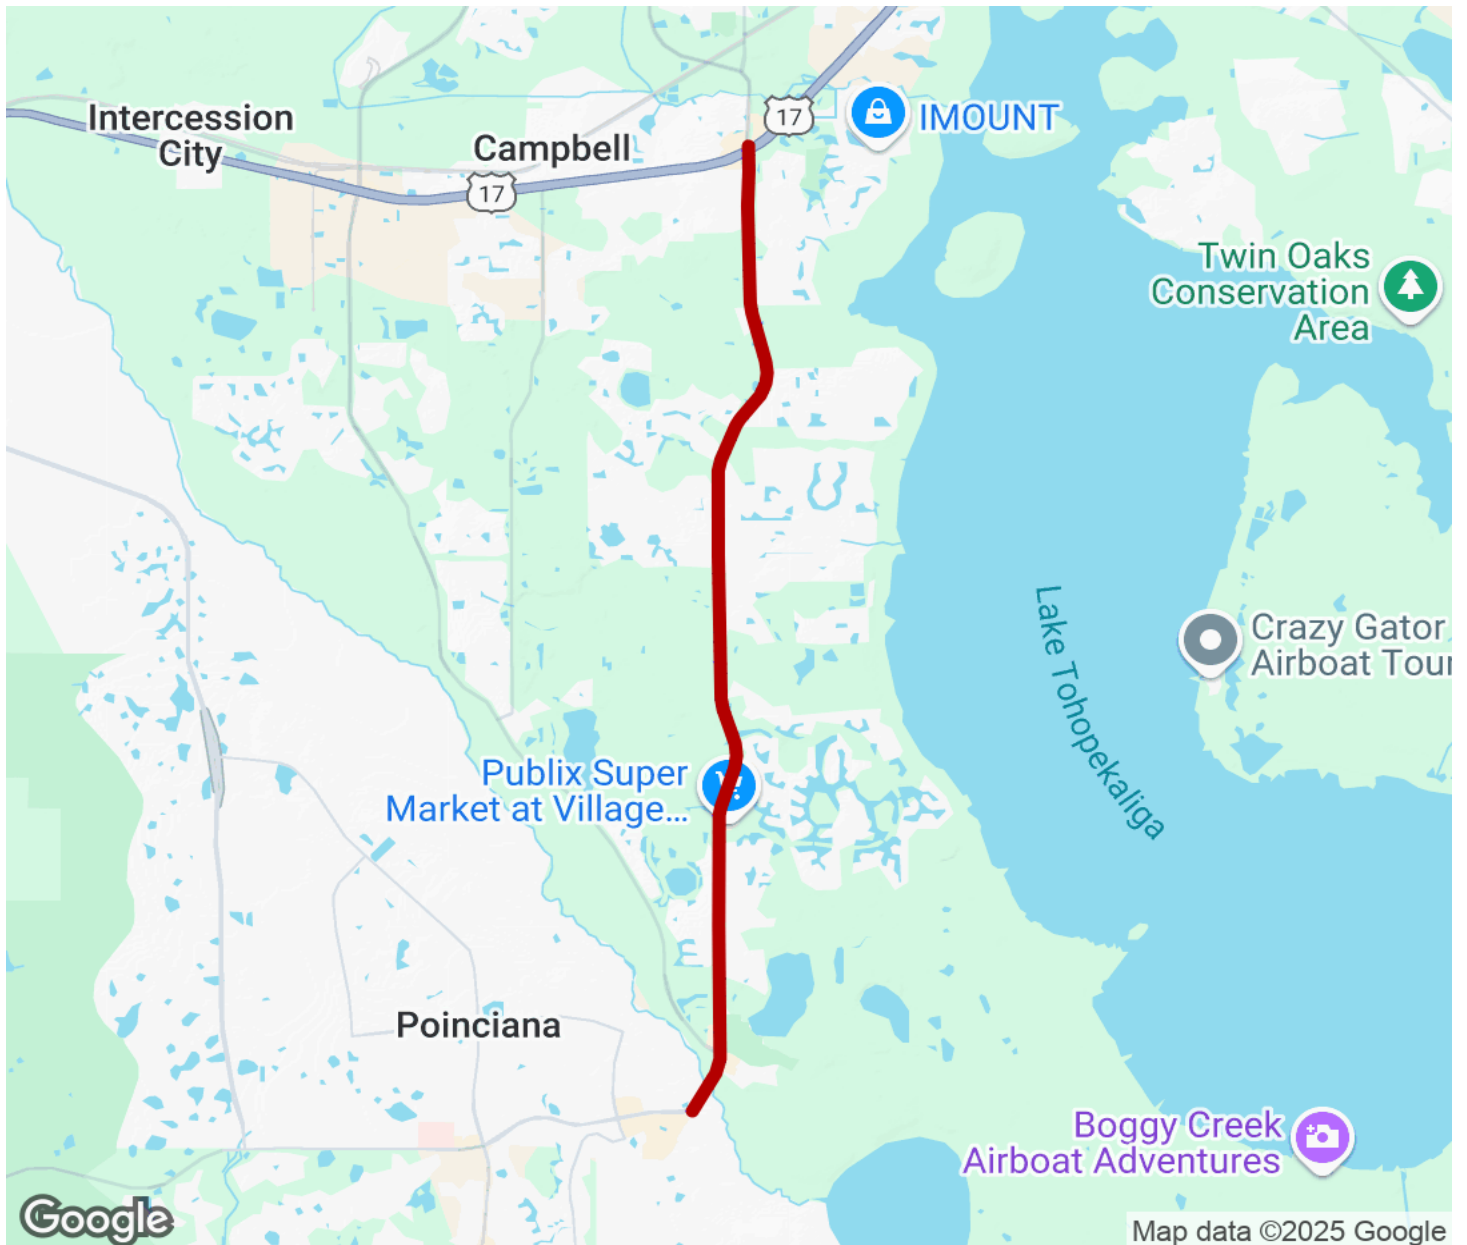 17
IMOUNT
Intercession
City
Campbell
17
Twin Oaks
Conservation
Area
Crazy Gator
Airboat Tour
Lake Tohopekaliga
Publix Super
Market at Village...
Poinciana
Boggy Creek
Airboat Adventures
Google
Map data ©2025 Google